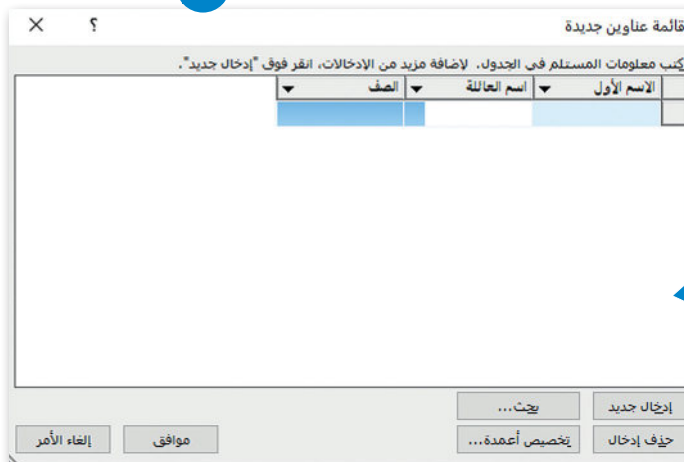 قائمة عناوين جديدة
؟
كتب معلومات المستلم في الجدول. لإضافة مزيد من الإدخالات، انقر فوق "إدخال جديد".
الاسم الأول اسم العائلة الصف
إدخال جديد بحث...
حذف إدخال تخصيص أعمدة... موافق إلغاء الأمر